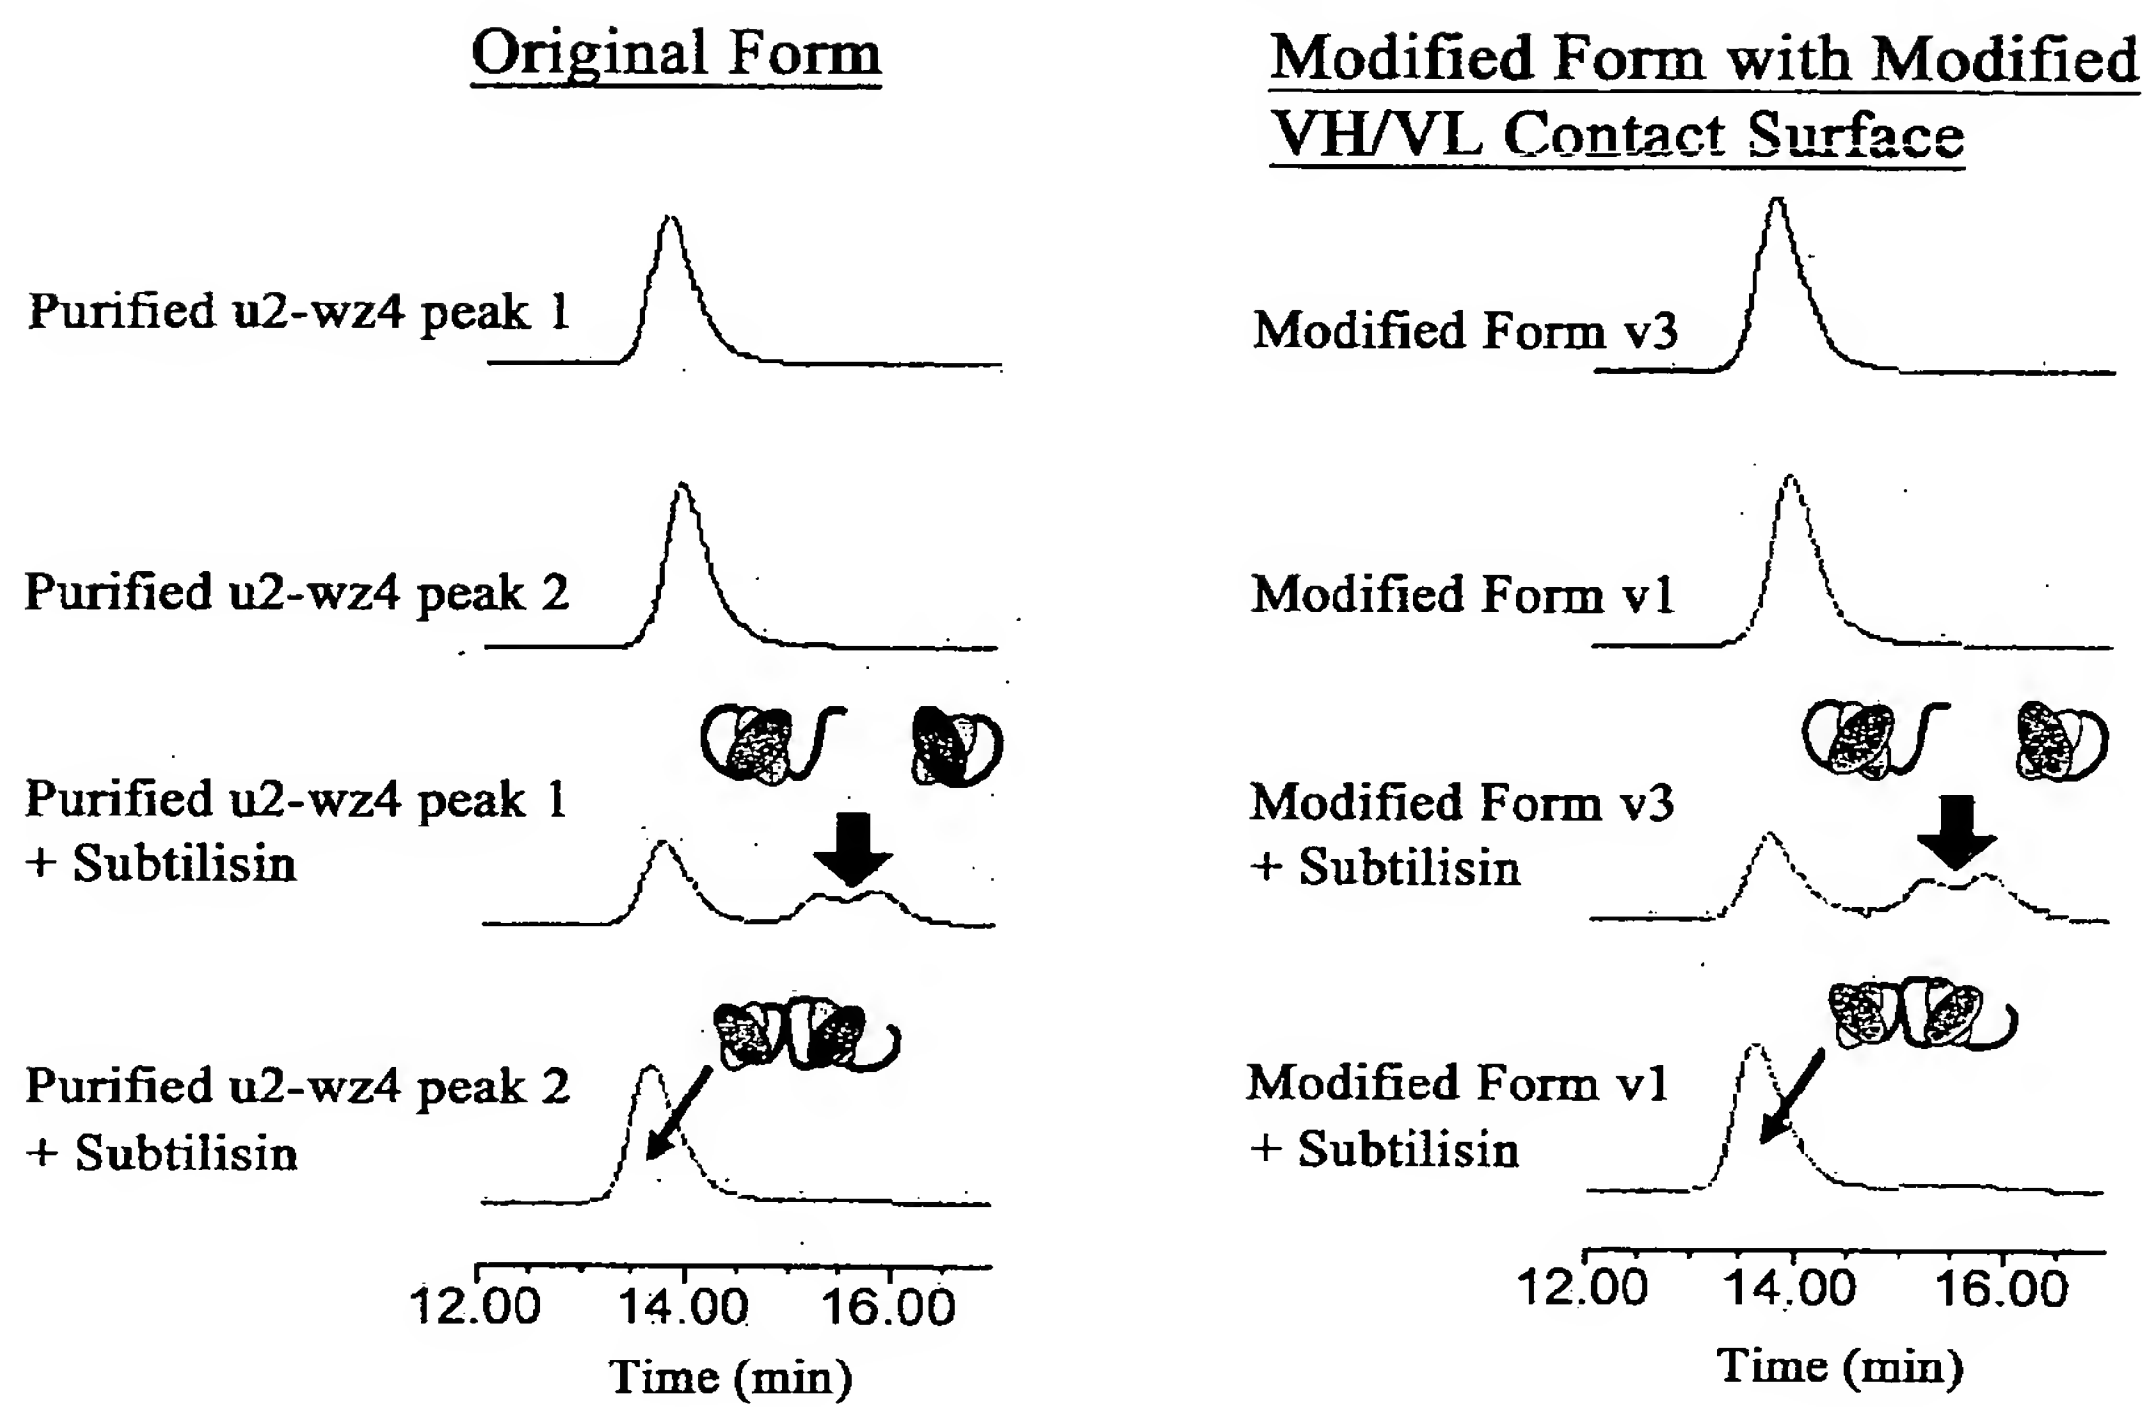 Original Form
Purified u2-wz4 peak 1
Purified u2-wz4 peak 2
Purified u2-wz4 peak 1
+ Subtilisin
Purified u2-wz4 peak 2
+ Subtilisin
12.00 14.00 16.00
Time (min)
Modified Form with Modified
VH/VL Contact Surface
Modified Form v3
Modified Form v1
Modified Form v3
+ Subtilisin
Modified Form v1
+ Subtilisin
12.00 14.00 16.00
Time (min)